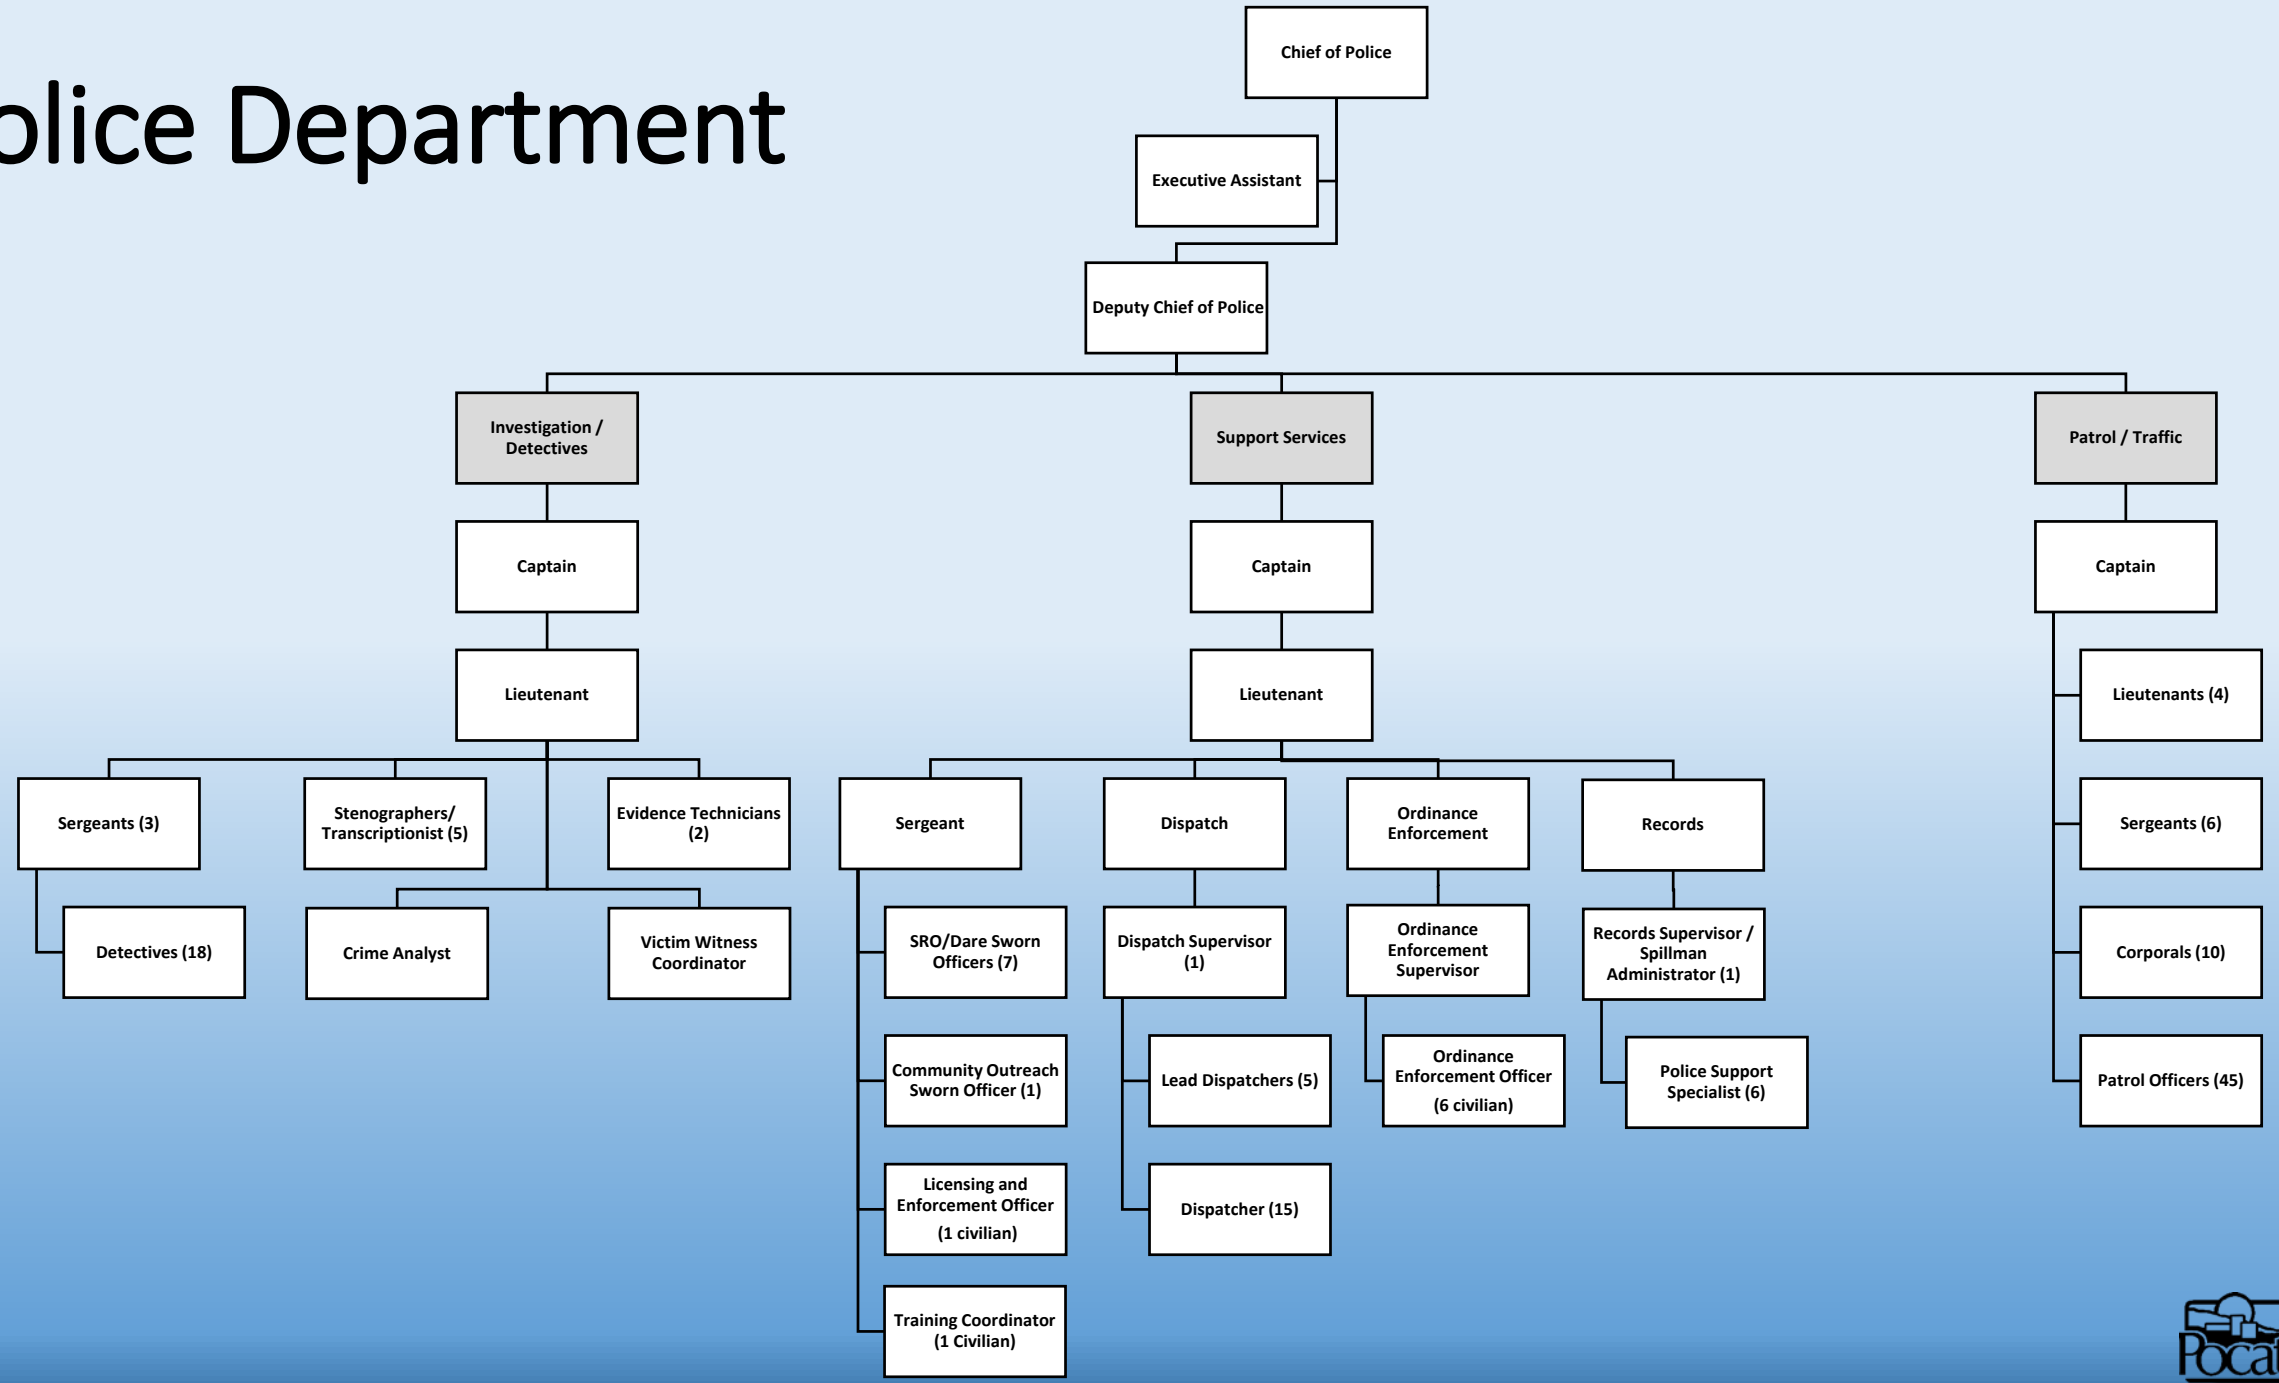 olice Department
Chief of Police
Executive Assistant
Deputy Chief of Police
Investigation /
Detectives
Support Services
Patrol / Traffic
Captain
Captain
Captain
Lieutenant
Lieutenant
Lieutenants (4)
Sergeants (3)
Stenographers/
Transcriptionist (5)
Evidence Technicians
(2)
Sergeant
Dispatch
Ordinance
Enforcement
Records
Sergeants (6)
Detectives (18)
Crime Analyst
Victim Witness
Coordinator
SRO/Dare Sworn
Officers (7)
Dispatch Supervisor
(1)
Ordinance
Enforcement
Supervisor
Records Supervisor /
Spillman
Administrator (1)
Corporals (10)
Community Outreach
Sworn Officer (1)
Lead Dispatchers (5)
Ordinance
Enforcement Officer
(6 civilian)
Police Support
Specialist (6)
Patrol Officers (45)
Licensing and
Enforcement Officer
(1 civilian)
Dispatcher (15)
Training Coordinator
(1 Civilian)
Pocat